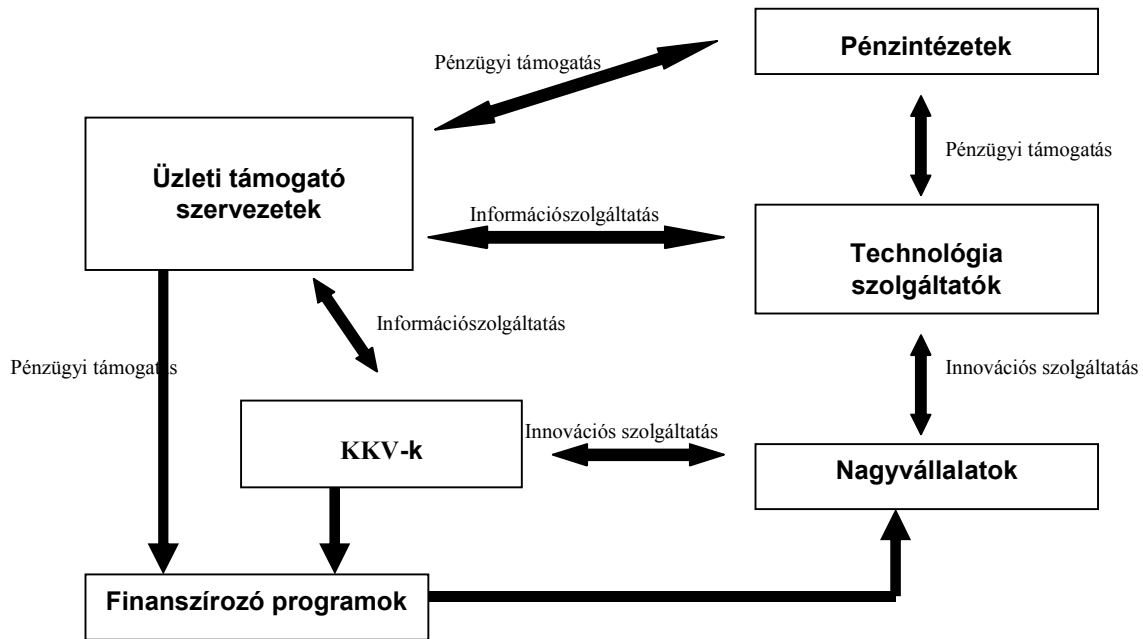 Pénzintézetek
Pénzügyi támogatás
Pénzügyi támogatás
Üzleti támogató
szervezetek
Információszolgáltatás
Technológia
szolgáltatók
Információszolgáltatás
Pénzügyi támogatás
Innovációs szolgáltatás
KKV-k
Innovációs szolgáltatás
Nagyvállalatok
Finanszírozó programok